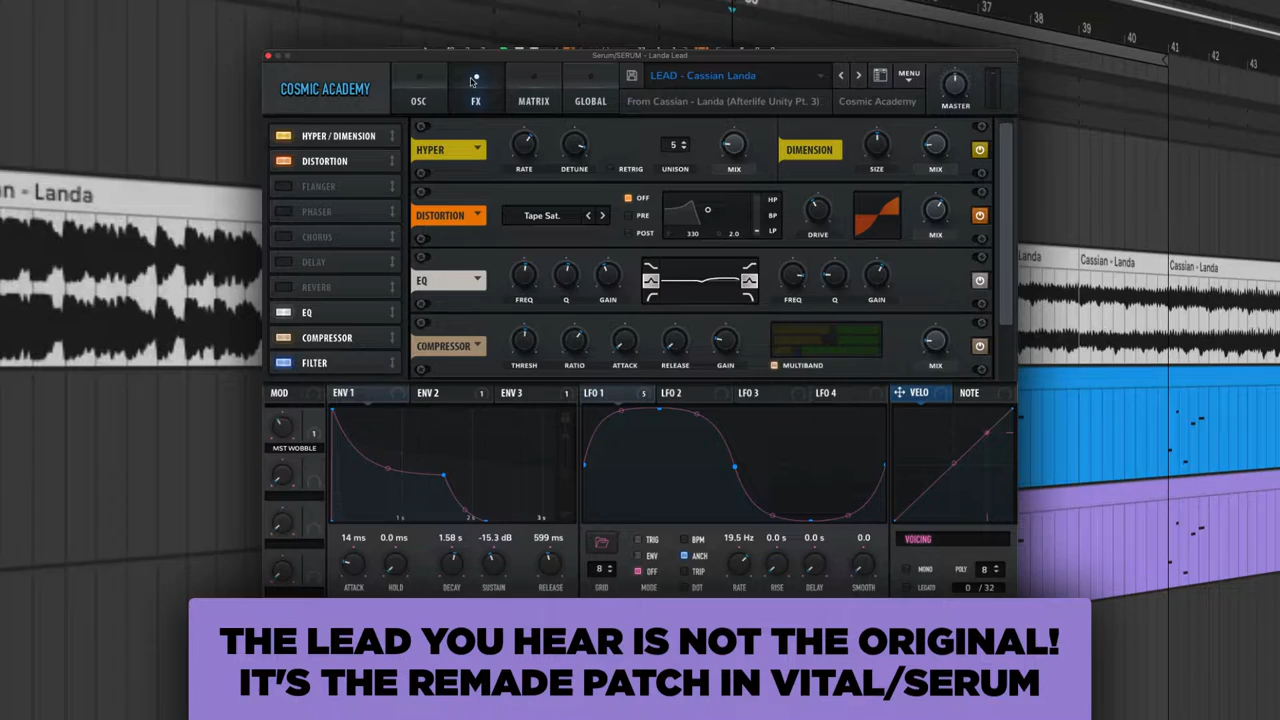 37
38
39
40
41
42
43
Serum/SERUM - Landa Lead
COSMIC ACADEMY
OSC
FX
MATRIX
GLOBAL
LEAD - Cassian Landa
From Cassian - Landa (Afterlife Unity Pt. 3)
Cosmic Academy
MENU
MASTER
HYPER / DIMENSION
DISTORTION
FLANGER
PHASER
CHORUS
DELAY
REVERB
EQ
COMPRESSOR
FILTER
HYPER
RATE
DETUNE
RETRIG
5
UNISON
MIX
DIMENSION
SIZE
MIX
DISTORTION
Tape Sat.
OFF
PRE
POST
330
2.0
HP
BP
LP
DRIVE
MIX
EQ
FREQ
Q
GAIN
FREQ
Q
GAIN
COMPRESSOR
THRESH
RATIO
ATTACK
RELEASE
GAIN
MULTIBAND
MIX
n - Landa
Landa
Cassian - Landa
Cassian - Landa
MOD
ENV 1
ENV 2
1
ENV 3
1
LFO 1
5
LFO 2
LFO 3
LFO 4
VELO
NOTE
1
MST WOBBLE
1 s
2 s
3 s
14 ms
0.0 ms
1.58 s
-15.3 dB
599 ms
ATTACK
HOLD
DECAY
SUSTAIN
RELEASE
8
GRID
TRIG
ENV
OFF
MODE
BPM
ANCH
TRIP
DOT
19.5 Hz
0.0 s
0.0 s
0.0
RATE
RISE
DELAY
SMOOTH
VOICING
MONO
POLY
8
LEGATO
0 / 32
THE LEAD YOU HEAR IS NOT THE ORIGINAL!
IT'S THE REMADE PATCH IN VITAL/SERUM